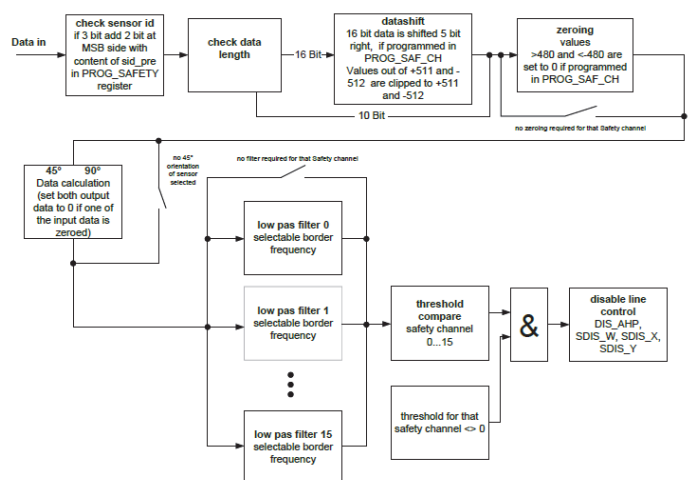 Data in
check sensor id
if 3 bit add 2 bit at
MSB side with
content of sid_pre
in PROG_SAFETY
register
check data
length
16 Bit
10 Bit
datashift
16 bit data is shifted 5 bit
right, if programmed in
PROG_SAF_CH
Values out of +511 and -
512 are clipped to +511
and -512
zeroing
values
>480 and <-480 are
set to 0 if programmed
in PROG_SAF_CH
no zeroing required for that Safety channel
45° 90°
Data calculation
(set both output
data to 0 if one of
the input data is
zeroed)
no 45°
orientation
of sensor
selected
no filter required for that Safety channel
low pas filter 0
selectable border
frequency
low pas filter 1
selectable border
frequency
low pas filter 15
selectable border
frequency
threshold
compare
safety channel
0...15
threshold for that
safety channel <> 0
&
disable line
control
DIS_AHP,
SDIS_W, SDIS_X,
SDIS_Y